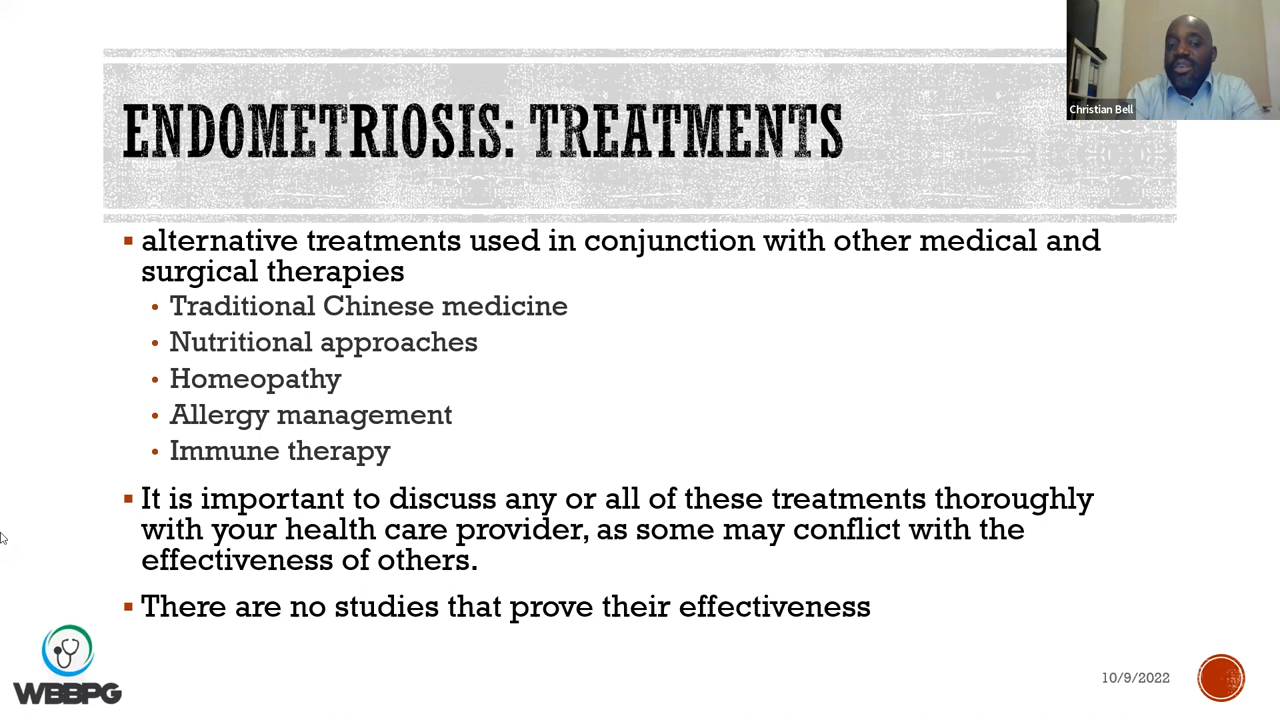 Christian Bell
ENDOMETRIOSIS: TREATMENTS
▪ alternative treatments used in conjunction with other medical and
surgical therapies
• Traditional Chinese medicine
• Nutritional approaches
• Homeopathy
• Allergy management
• Immune therapy
▪ It is important to discuss any or all of these treatments thoroughly
with your health care provider, as some may conflict with the
effectiveness of others.
▪ There are no studies that prove their effectiveness
WBBPG
10/9/2022